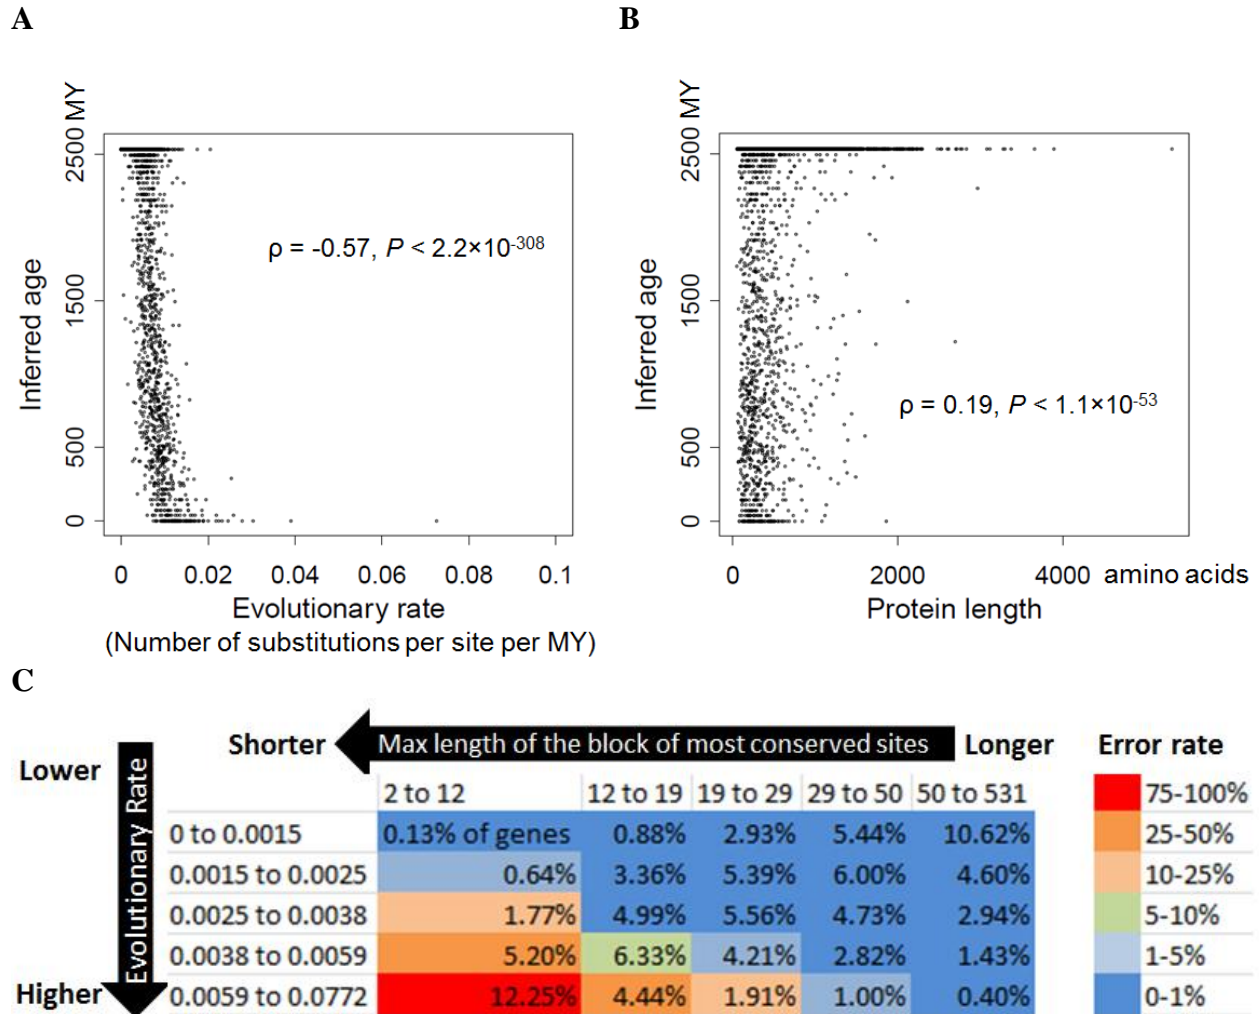 A
B
2500 MY
1500
500
0
Inferred age
ρ = -0.57, P < 2.2×10-308
0 0.02 0.04 0.06 0.08 0.1
Evolutionary rate
(Number of substitutions per site per MY)
2500 MY
1500
500
0
Inferred age
ρ = 0.19, P < 1.1×10-53
0 2000 4000 amino acids
Protein length
C
Shorter Max length of the block of most conserved sites Longer
Error rate
Lower
Evolutionary Rate
Higher
2 to 12 12 to 19 19 to 29 29 to 50 50 to 531
0 to 0.0015 0.13% of genes 0.88% 2.93% 5.44% 10.62%
0.0015 to 0.0025 0.64% 3.36% 5.39% 6.00% 4.60%
0.0025 to 0.0038 1.77% 4.99% 5.56% 4.73% 2.94%
0.0038 to 0.0059 5.20% 6.33% 4.21% 2.82% 1.43%
0.0059 to 0.0772 12.25% 4.44% 1.91% 1.00% 0.40%
75-100%
25-50%
10-25%
5-10%
1-5%
0-1%